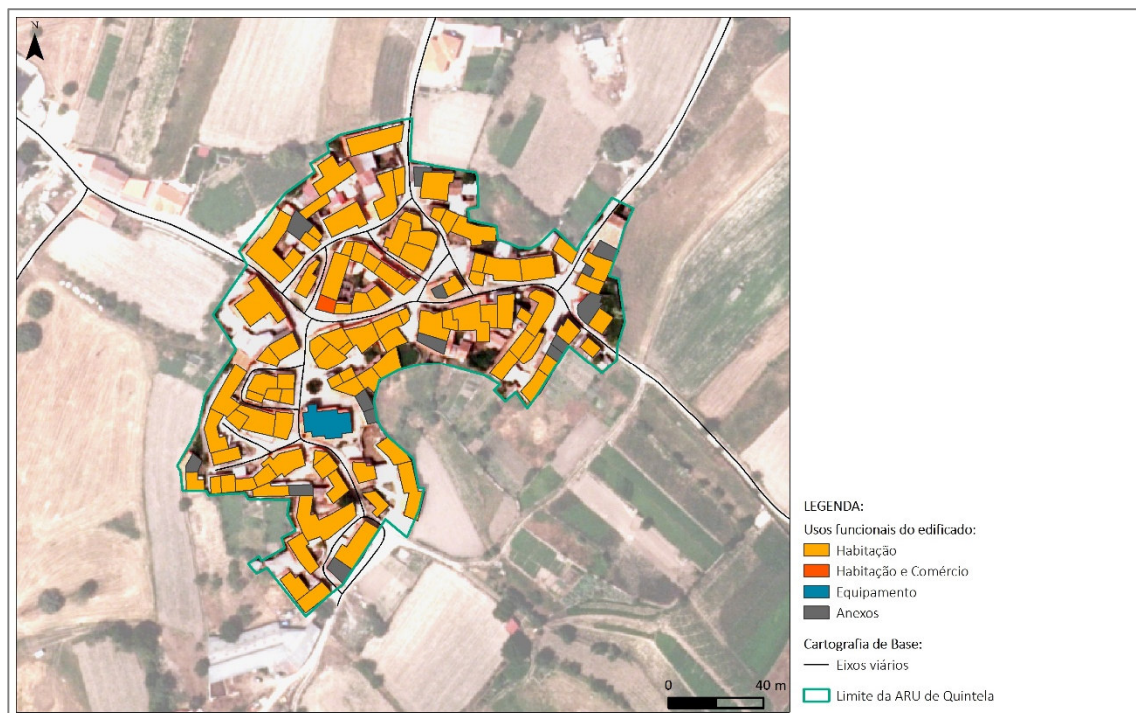 N
LEGENDA:
Usos funcionais do edificado:
Habitação
Habitação e Comércio
Equipamento
Anexos
Cartografia de Base:
Eixos viários
Limite da ARU de Quintela
0 40 m